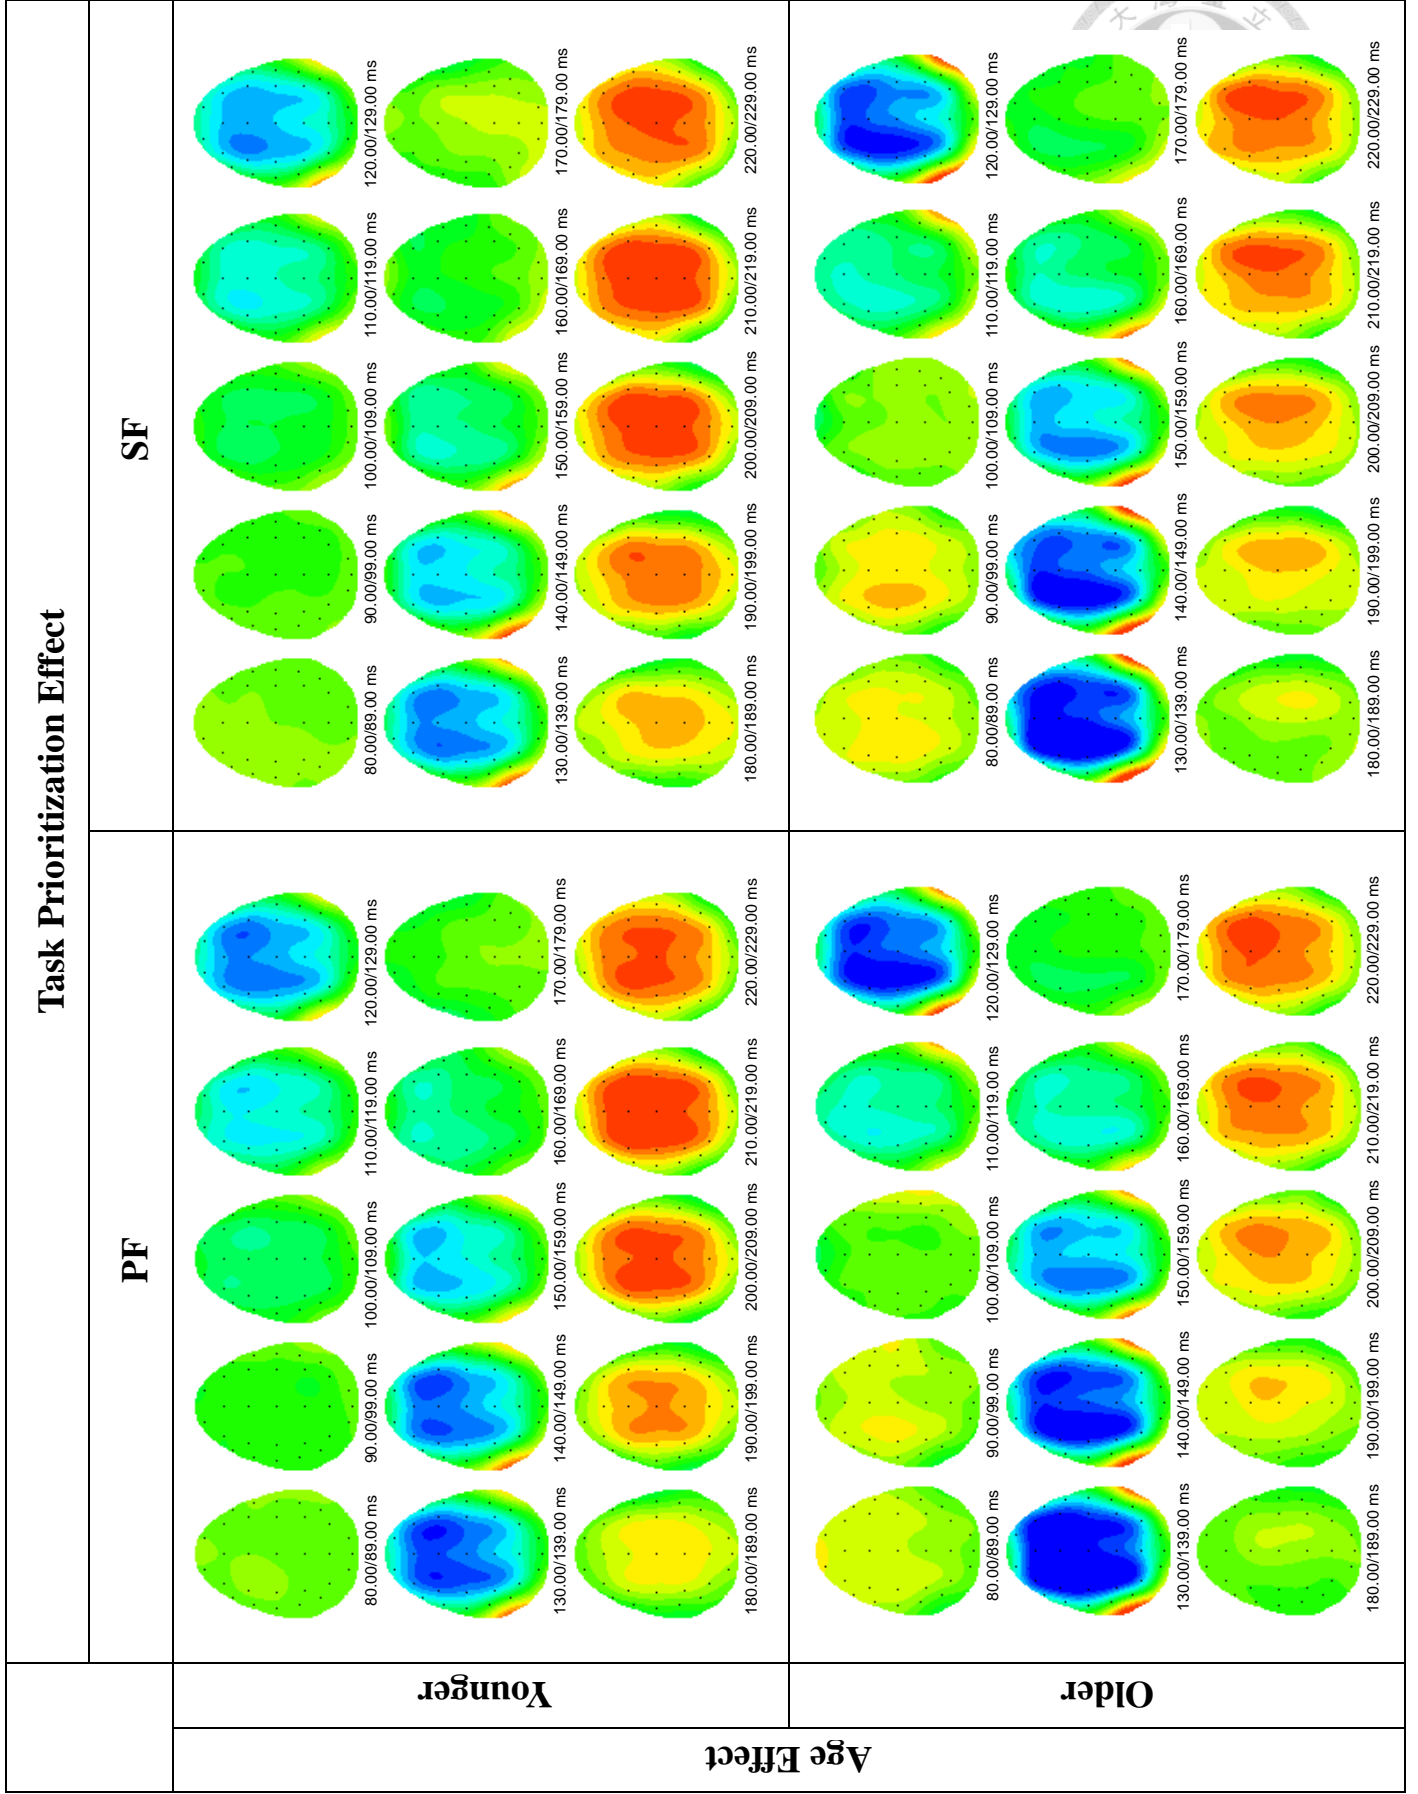 Task Prioritization Effect
PF SF
Age Effect
Younger
80.00/89.00 ms 90.00/99.00 ms 100.00/109.00 ms 110.00/119.00 ms 120.00/129.00 ms 80.00/89.00 ms 90.00/99.00 ms 100.00/109.00 ms 110.00/119.00 ms 120.00/129.00 ms
130.00/139.00 ms 140.00/149.00 ms 150.00/159.00 ms 160.00/169.00 ms 170.00/179.00 ms 130.00/139.00 ms 140.00/149.00 ms 150.00/159.00 ms 160.00/169.00 ms 170.00/179.00 ms
180.00/189.00 ms 190.00/199.00 ms 200.00/209.00 ms 210.00/219.00 ms 220.00/229.00 ms 180.00/189.00 ms 190.00/199.00 ms 200.00/209.00 ms 210.00/219.00 ms 220.00/229.00 ms
Older
80.00/89.00 ms 90.00/99.00 ms 100.00/109.00 ms 110.00/119.00 ms 120.00/129.00 ms 80.00/89.00 ms 90.00/99.00 ms 100.00/109.00 ms 110.00/119.00 ms 120.00/129.00 ms
130.00/139.00 ms 140.00/149.00 ms 150.00/159.00 ms 160.00/169.00 ms 170.00/179.00 ms 130.00/139.00 ms 140.00/149.00 ms 150.00/159.00 ms 160.00/169.00 ms 170.00/179.00 ms
180.00/189.00 ms 190.00/199.00 ms 200.00/209.00 ms 210.00/219.00 ms 220.00/229.00 ms 180.00/189.00 ms 190.00/199.00 ms 200.00/209.00 ms 210.00/219.00 ms 220.00/229.00 ms